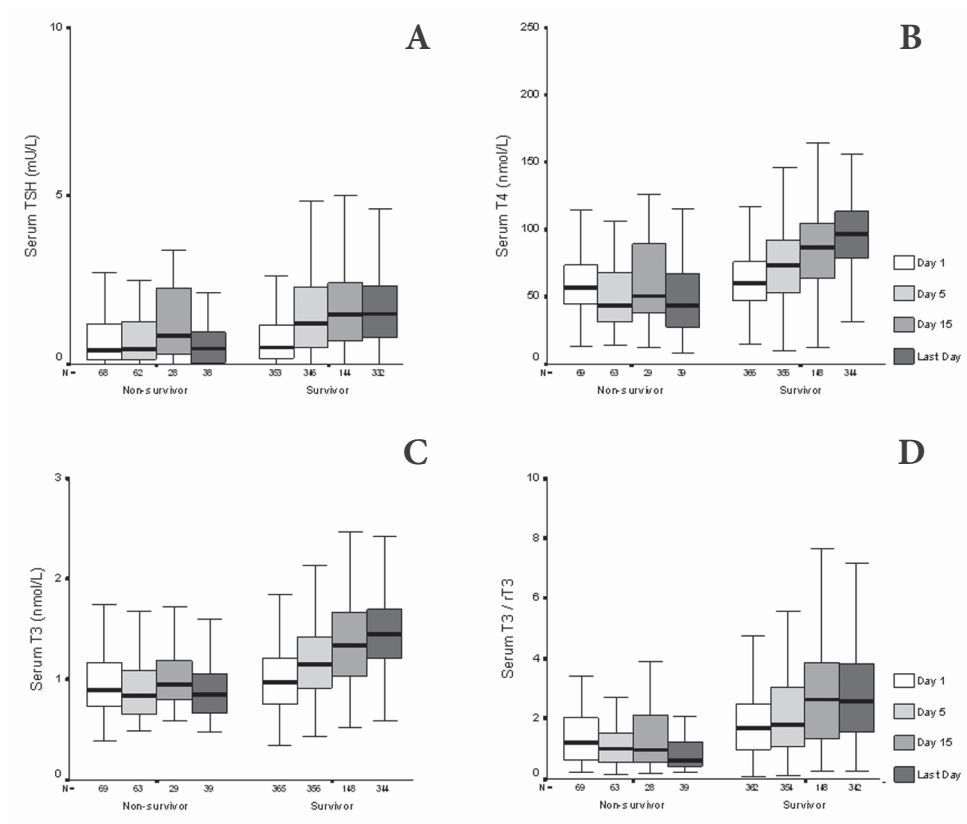 A
10
5
0
Serum TSH (mU/L)
N= 68 62 28 38 353 346 144 332
Non-survivor Survivor
B
250
200
150
100
50
0
Serum T4 (nmol/L)
Day 1
Day 5
Day 15
Last Day
N= 69 63 29 39 366 355 148 344
Non-survivor Survivor
C
3
2
1
0
Serum T3 (nmol/L)
N= 69 63 29 39 365 356 148 344
Non-survivor Survivor
D
10
8
6
4
2
0
Serum T3 / rT3
Day 1
Day 5
Day 15
Last Day
N= 69 63 28 39 362 354 148 342
Non-survivor Survivor